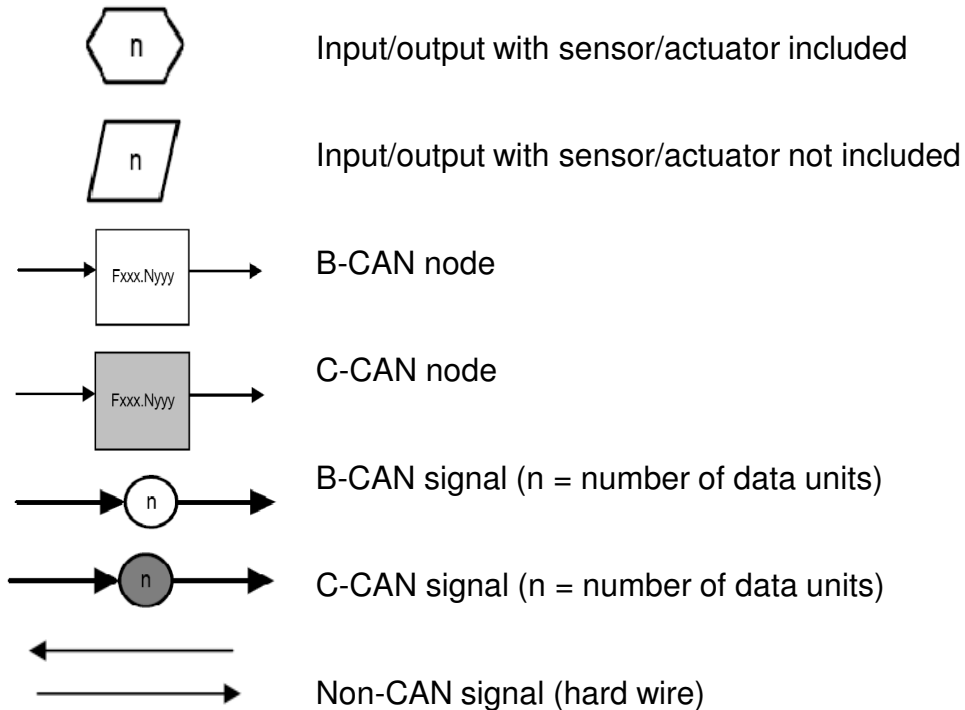 n
Input/output with sensor/actuator included
n
Input/output with sensor/actuator not included
Fxxx.Nyyy
B-CAN node
Fxxx.Nyyy
C-CAN node
n
B-CAN signal (n = number of data units)
n
C-CAN signal (n = number of data units)
Non-CAN signal (hard wire)